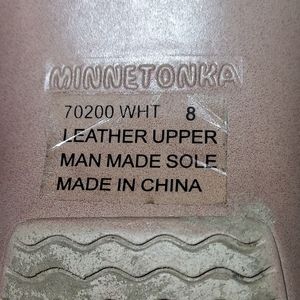 MINNETONKA
70200 WHT 8
LEATHER UPPER
MAN MADE SOLE
MADE IN CHINA